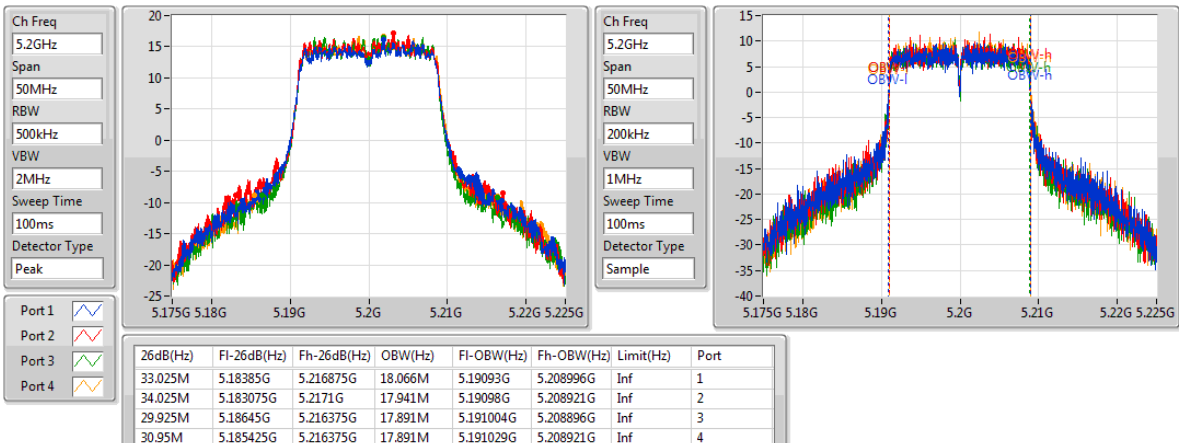 Ch Freq
5.2GHz
Span
50MHz
RBW
500kHz
VBW
2MHz
Sweep Time
100ms
Detector Type
Peak
20
15
10
5
0
-5
-10
-15
-20
-25
5.175G 5.18G 5.19G 5.2G 5.21G 5.22G 5.225G
Ch Freq
5.2GHz
Span
50MHz
RBW
200kHz
VBW
1MHz
Sweep Time
100ms
Detector Type
Sample
15
10
5
0
-5
-10
-15
-20
-25
-30
-35
-40
OBW-h
OBW-l
OBW-h
5.175G 5.18G 5.19G 5.2G 5.21G 5.22G 5.225G
Port 1
Port 2
Port 3
Port 4
26dB(Hz) Fl-26dB(Hz) Fh-26dB(Hz) OBW(Hz) Fl-OBW(Hz) Fh-OBW(Hz) Limit(Hz) Port
33.025M 5.18385G 5.216875G 18.066M 5.19093G 5.208996G Inf 1
34.025M 5.183075G 5.2171G 17.941M 5.19098G 5.208921G Inf 2
29.925M 5.18645G 5.216375G 17.891M 5.191004G 5.208896G Inf 3
30.95M 5.185425G 5.216375G 17.891M 5.191029G 5.208921G Inf 4